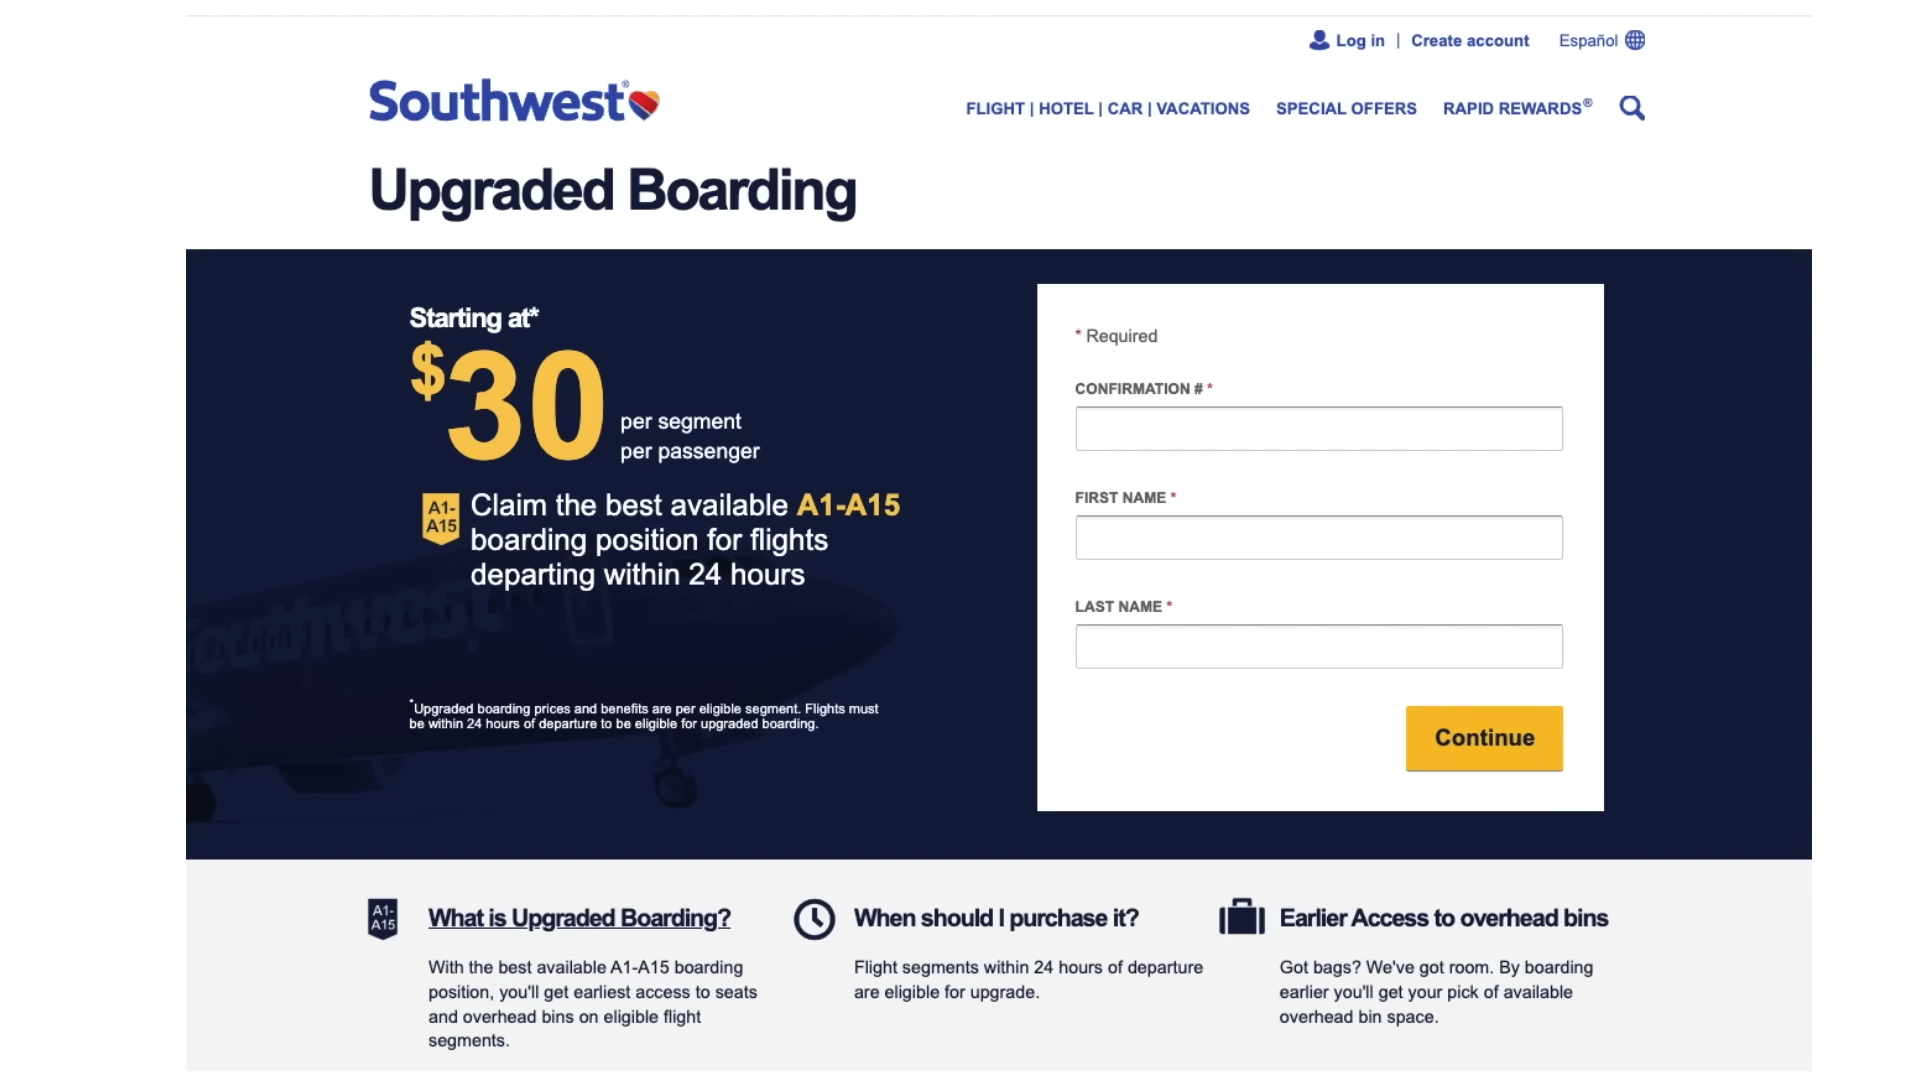 Log in | Create account Español
Southwest®
FLIGHT | HOTEL | CAR | VACATIONS SPECIAL OFFERS RAPID REWARDS®
Upgraded Boarding
Starting at*
$30 per segment
per passenger
A1-
A15
Claim the best available A1-A15
boarding position for flights
departing within 24 hours
Southwest
*Upgraded boarding prices and benefits are per eligible segment. Flights must
be within 24 hours of departure to be eligible for upgraded boarding.
* Required
CONFIRMATION # *
FIRST NAME *
LAST NAME *
Continue
A1-
A15
What is Upgraded Boarding?
With the best available A1-A15 boarding
position, you'll get earliest access to seats
and overhead bins on eligible flight
segments.
When should I purchase it?
Flight segments within 24 hours of departure
are eligible for upgrade.
Earlier Access to overhead bins
Got bags? We've got room. By boarding
earlier you'll get your pick of available
overhead bin space.